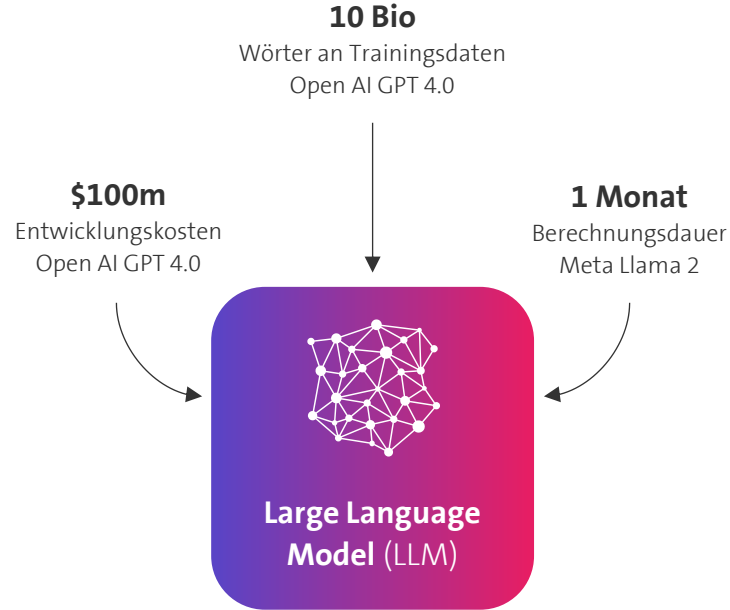 10 Bio
Wörter an Trainingsdaten
Open AI GPT 4.0
$100m
Entwicklungskosten
Open AI GPT 4.0
1 Monat
Berechnungsdauer
Meta Llama 2
Large Language
Model (LLM)